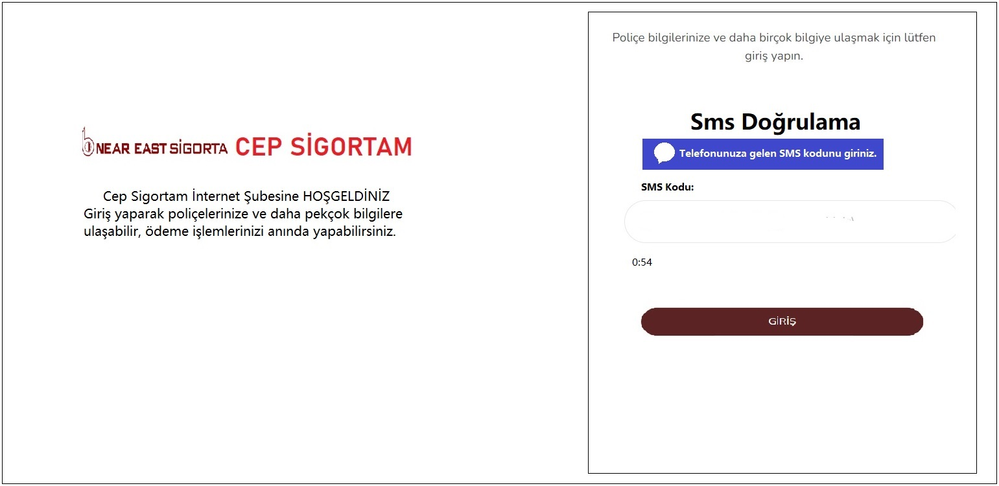 NEAR EAST SİGORTA CEP SİGORTAM
Cep Sigortam İnternet Şubesine HOŞGELDİNİZ
Giriş yaparak poliçelerinize ve daha pekçok bilgilere
ulaşabilir, ödeme işlemlerinizi anında yapabilirsiniz.
Poliçe bilgilerinize ve daha birçok bilgiye ulaşmak için lütfen
giriş yapın.
Sms Doğrulama
Telefonunuza gelen SMS kodunu giriniz.
SMS Kodu:
0:54
GİRİŞ